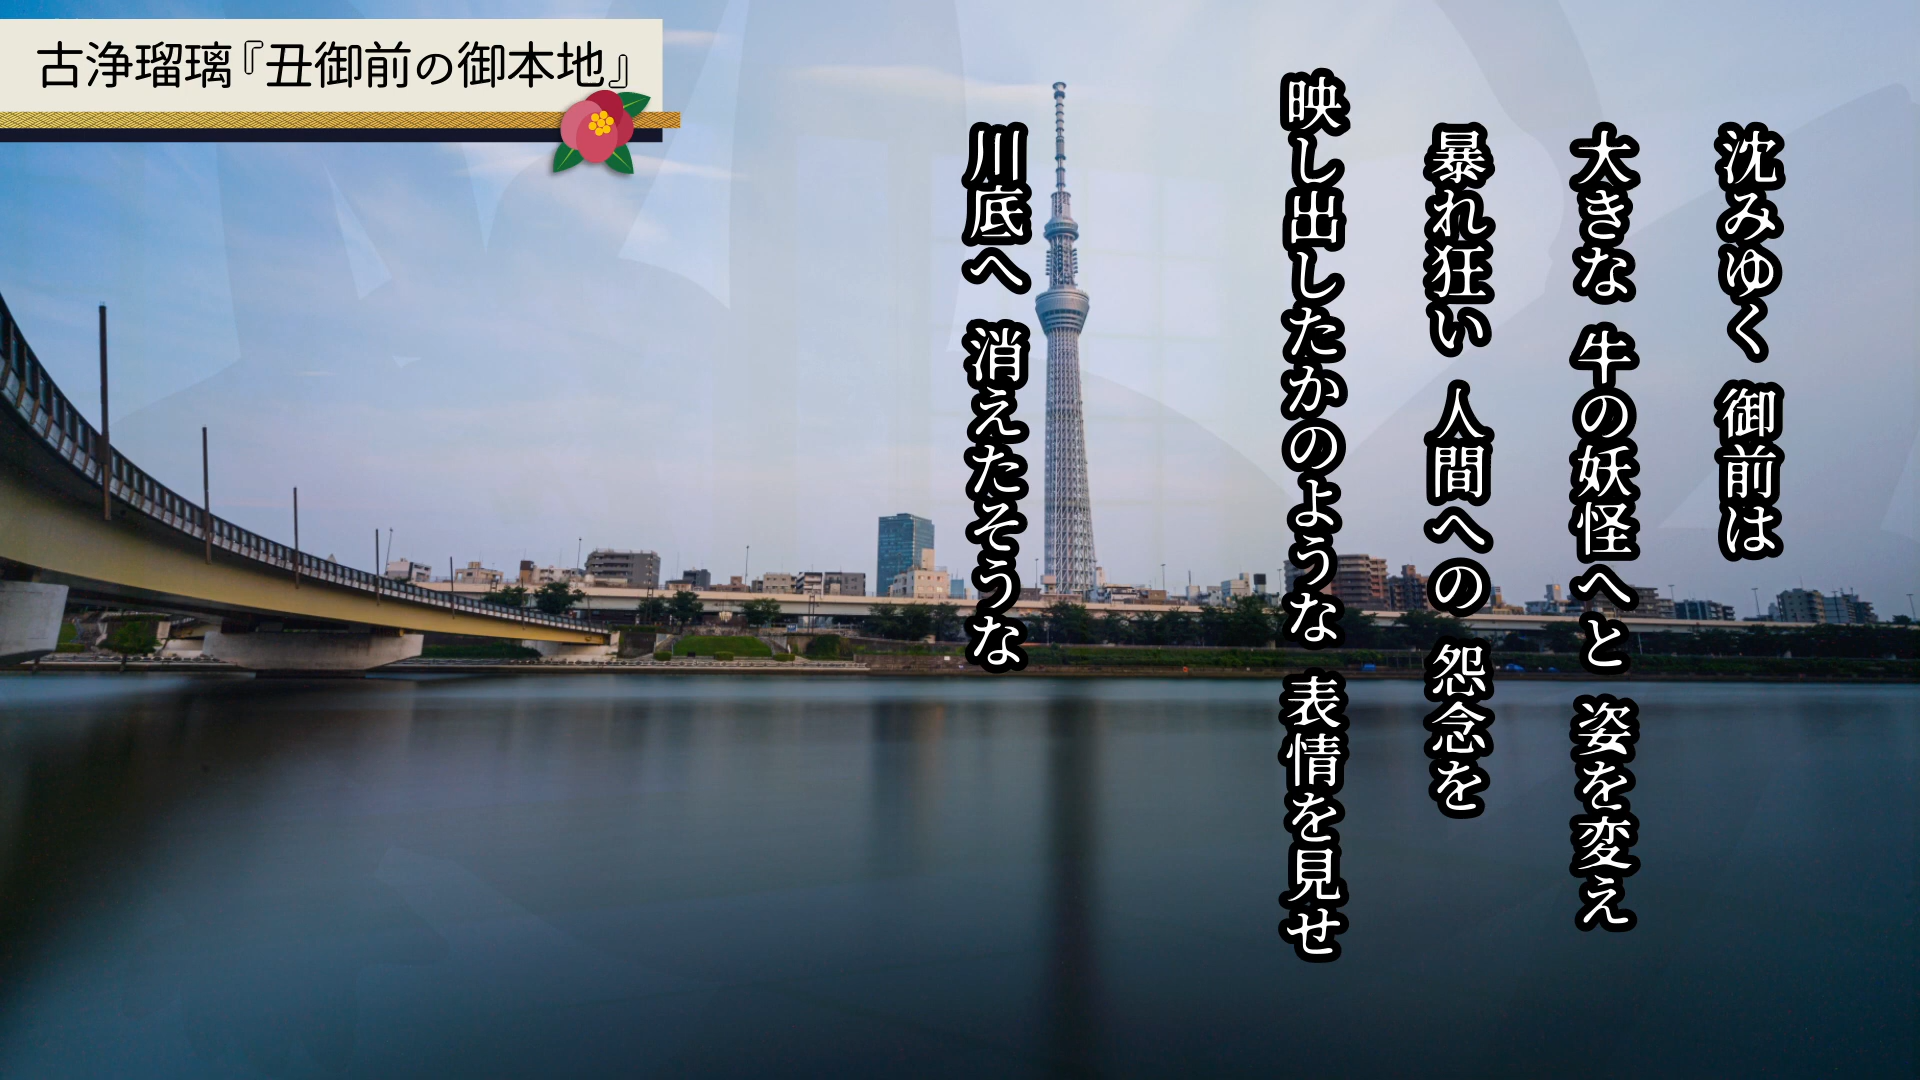 古浄瑠璃『丑御前の御本地』
沈みゆく 御前は
大きな 牛の妖怪へと 姿を変え
暴れ狂い 人間への 怨念を
映し出したかのような 表情を見せ
川底へ 消えたそうな